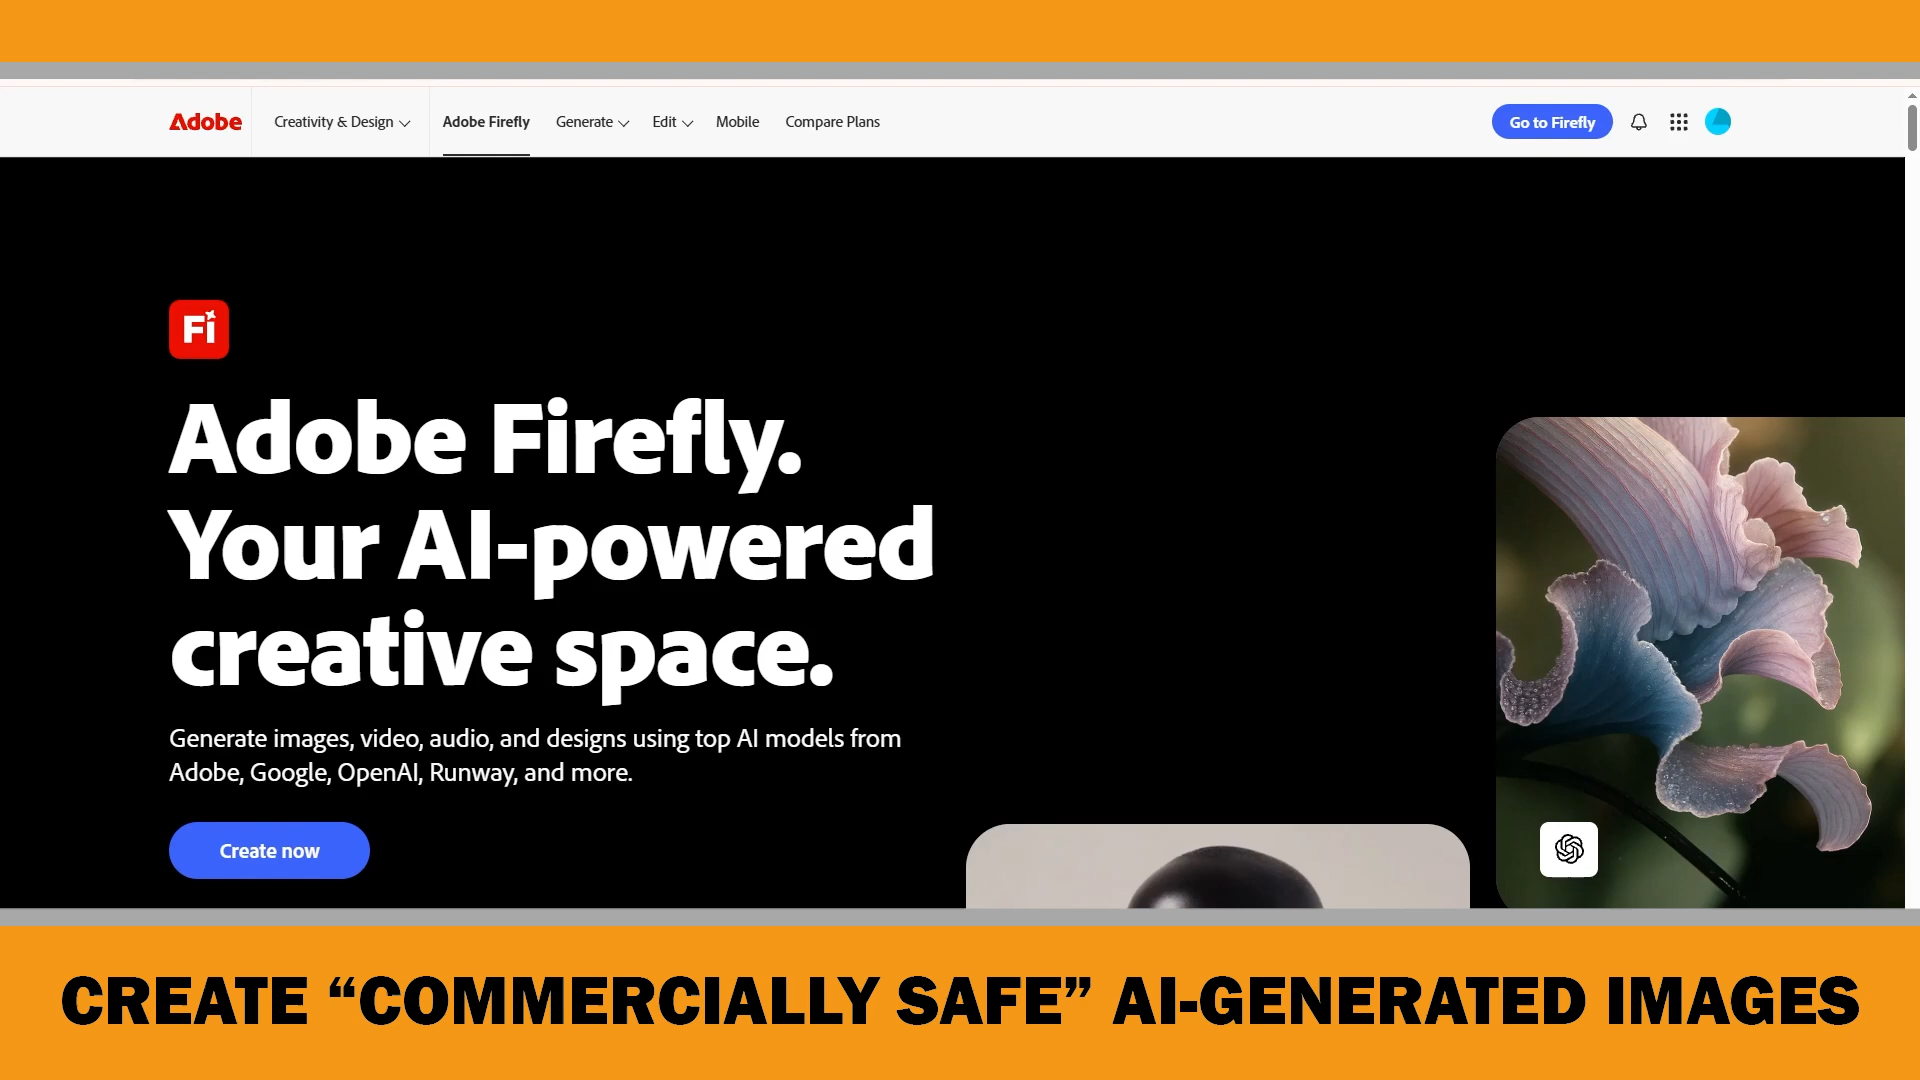 Adobe
Creativity & Design
Adobe Firefly
Generate
Edit
Mobile
Compare Plans
Go to Firefly
Fi
Adobe Firefly.
Your AI-powered
creative space.
Generate images, video, audio, and designs using top AI models from
Adobe, Google, OpenAI, Runway, and more.
Create now
CREATE “COMMERCIALLY SAFE” AI-GENERATED IMAGES